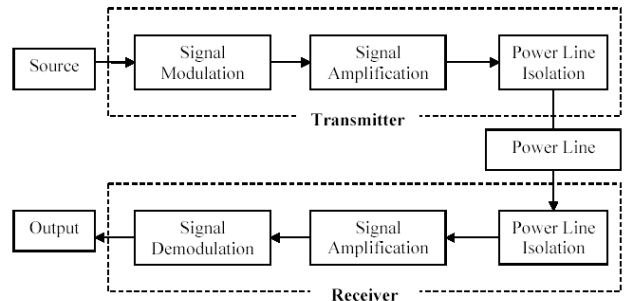 Source
Signal
Modulation
Signal
Amplification
Power Line
Isolation
Transmitter
Power Line
Output
Signal
Demodulation
Signal
Amplification
Power Line
Isolation
Receiver